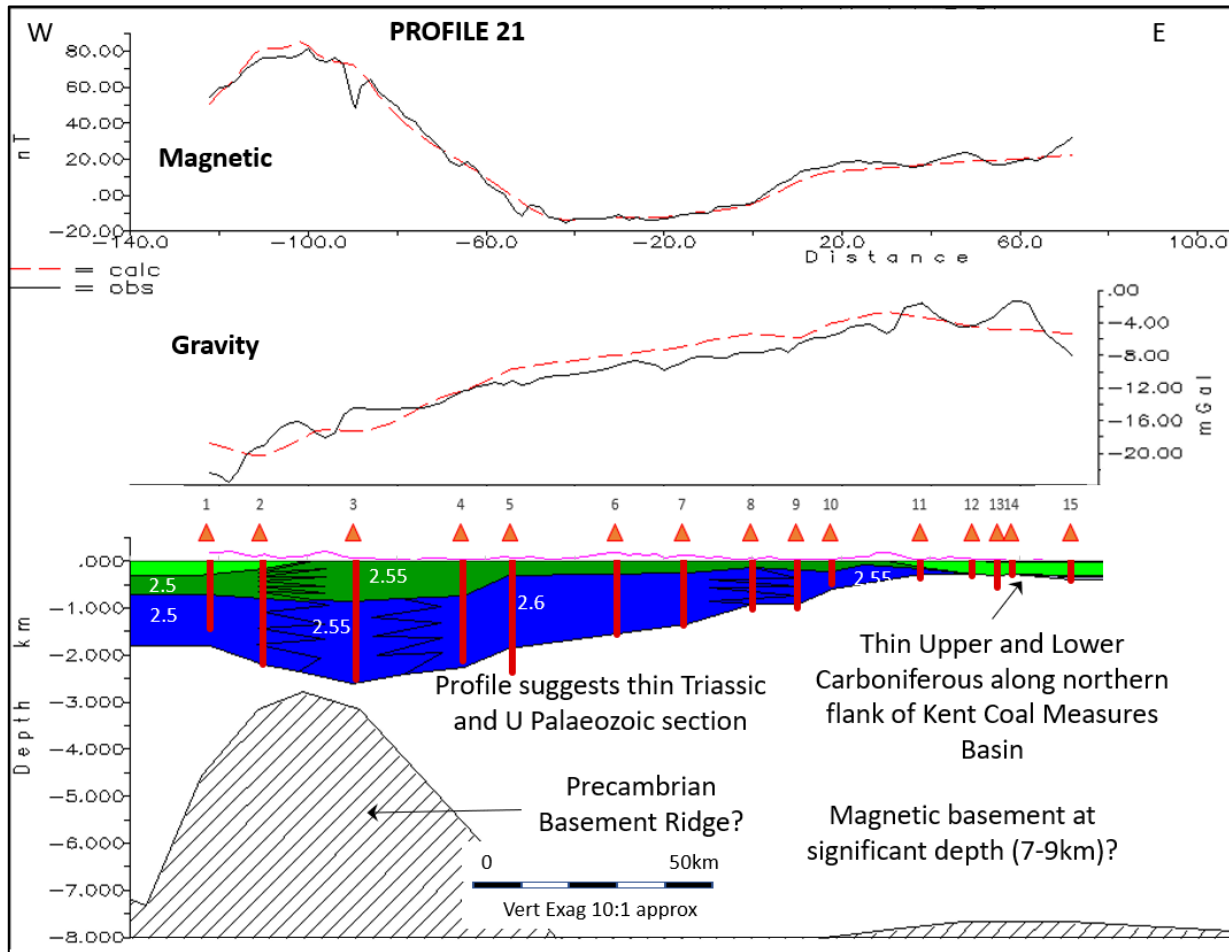 W
PROFILE 21
E
80.00
60.00
40.00
20.00
.00
-20.00
nT
Magnetic
-140.0
-100.0
-60.0
-20.0
20.0
60.0
100.0
Distance
= calc
= obs
Gravity
.00
-4.00
-8.00
-12.00
-16.00
-20.00
mGal
1 2 3 4 5 6 7 8 9 10 11 12 13 14 15
.000
-1.000
-2.000
-3.000
-4.000
-5.000
-6.000
-7.000
-8.000
Depth km
2.5
2.55
2.5
2.55
2.6
2.55
Profile suggests thin Triassic
and U Palaeozoic section
Thin Upper and Lower
Carboniferous along northern
flank of Kent Coal Measures
Basin
Precambrian
Basement Ridge?
Magnetic basement at
significant depth (7-9km)?
0 50km
Vert Exag 10:1 approx